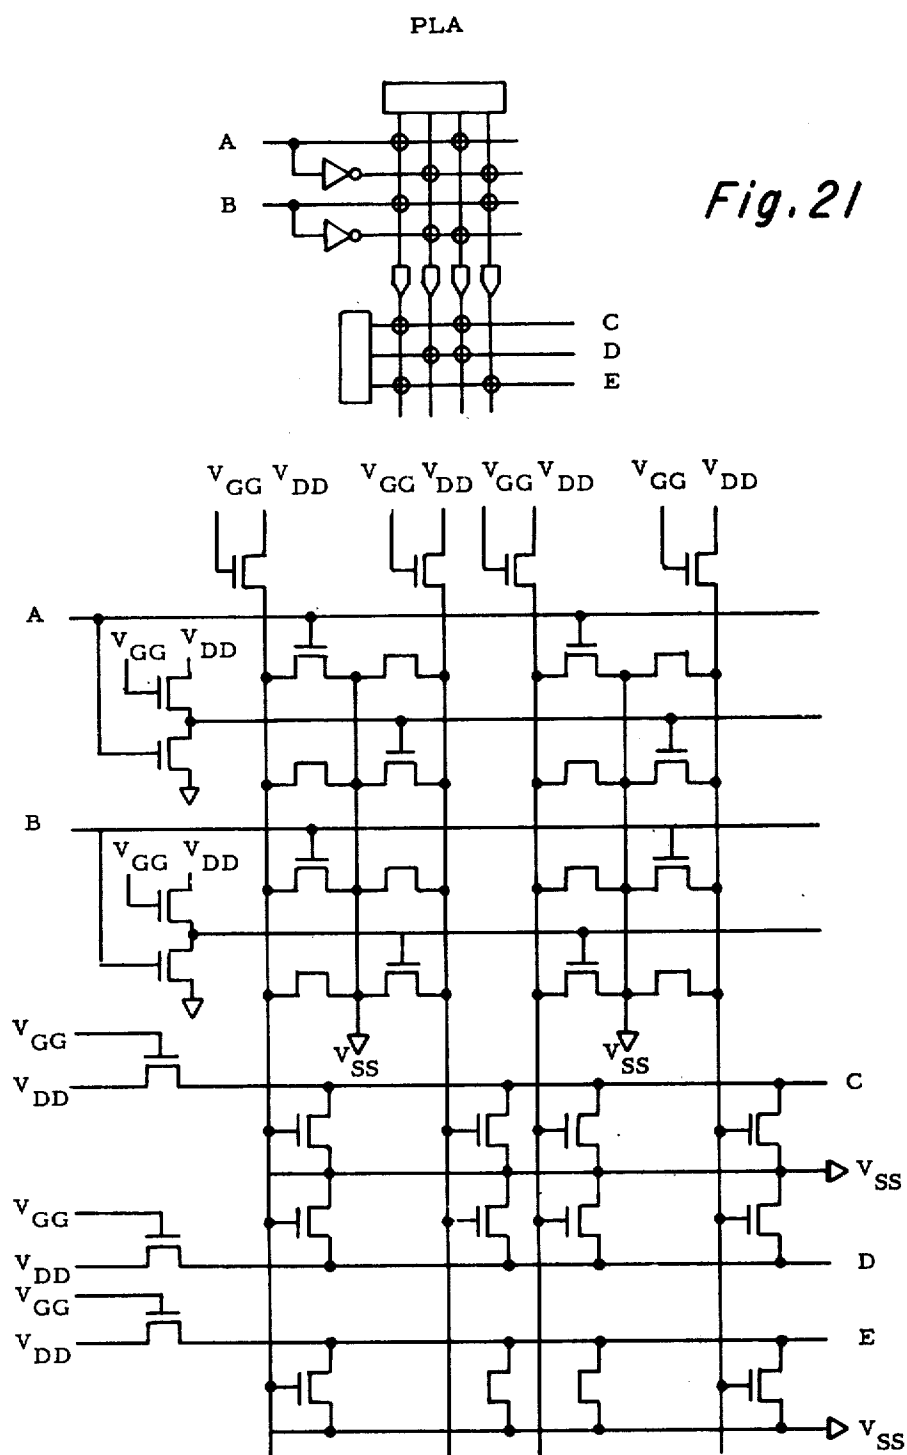 PLA
A
B
Fig. 21
C
D
E
VGG VDD VGG VDD VGG VDD VGG VDD
A
VGG VDD
B
VGG VDD
VSS VSS
VGG
VDD
C
VSS
VGG
VDD
D
VGG
VDD
E
VSS